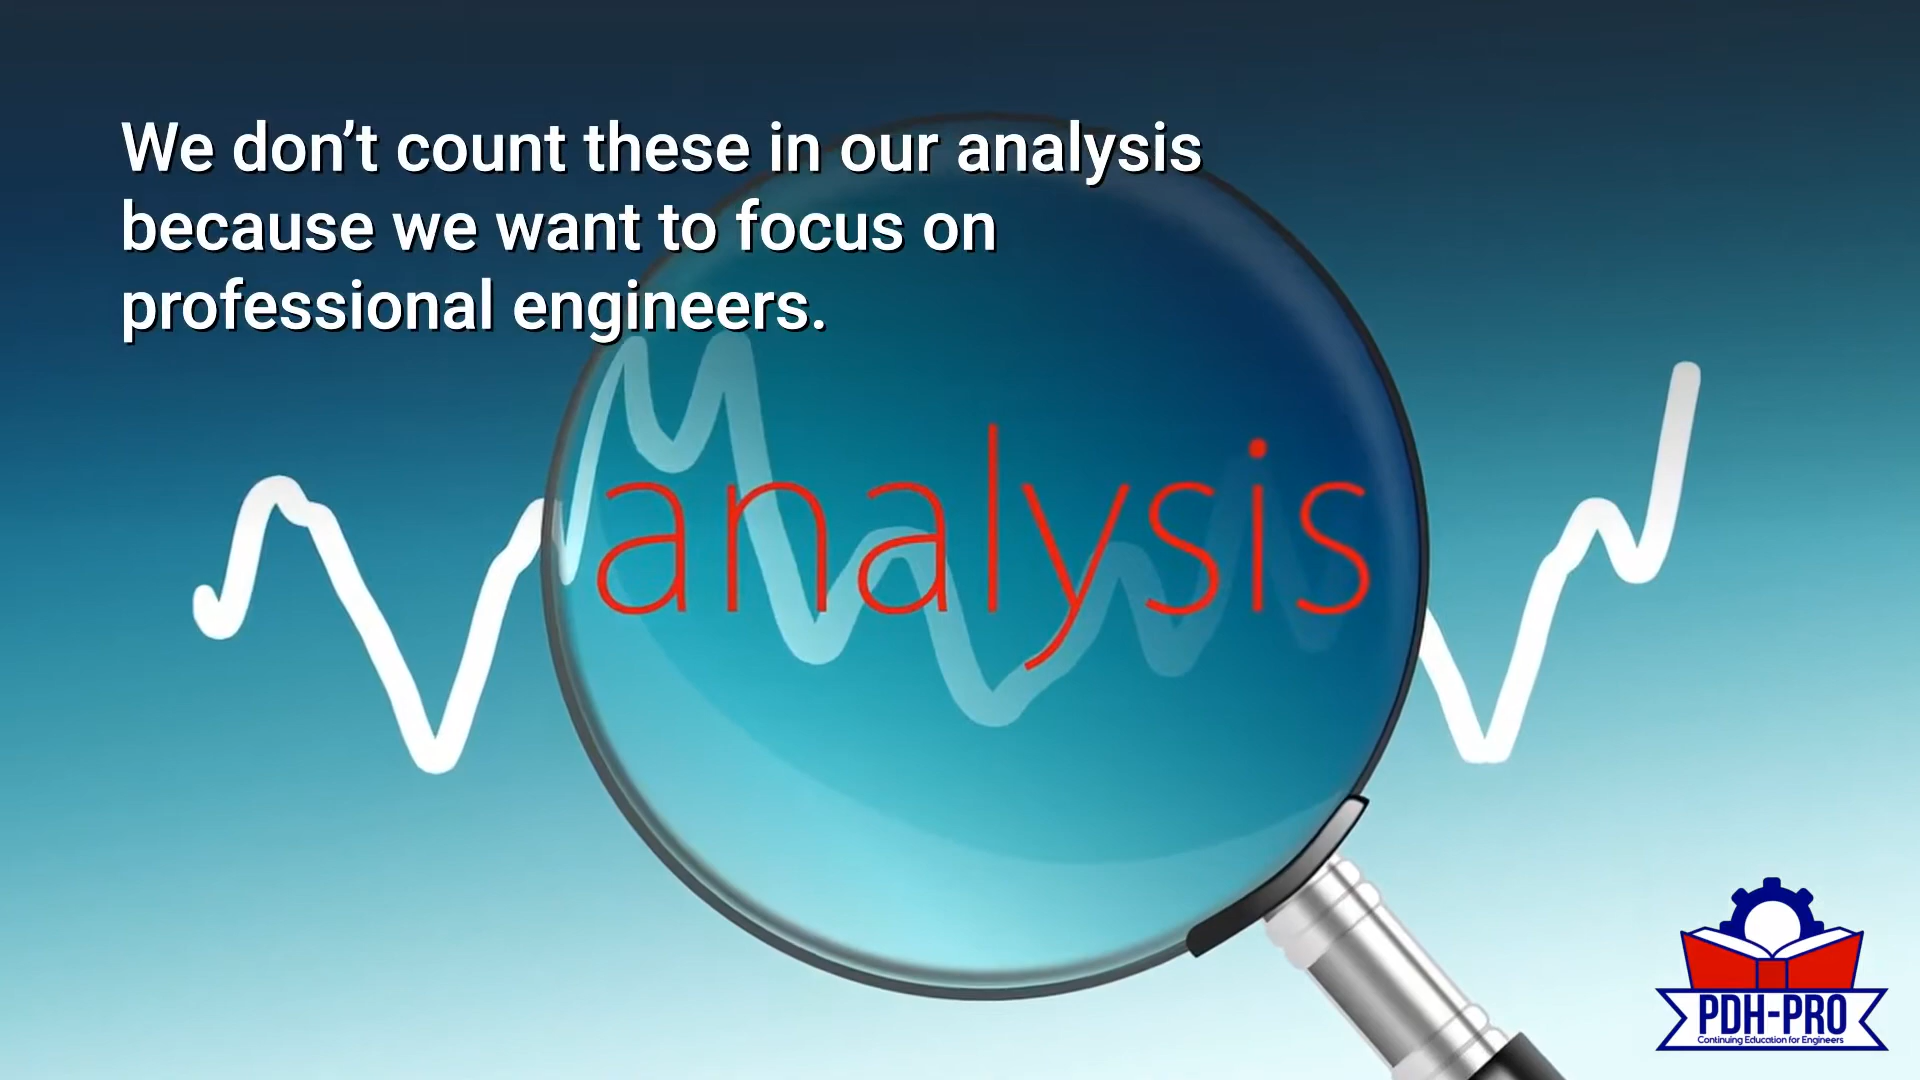 We don’t count these in our analysis
because we want to focus on
professional engineers.
analysis
PDH-PRO
Continuing Education for Engineers